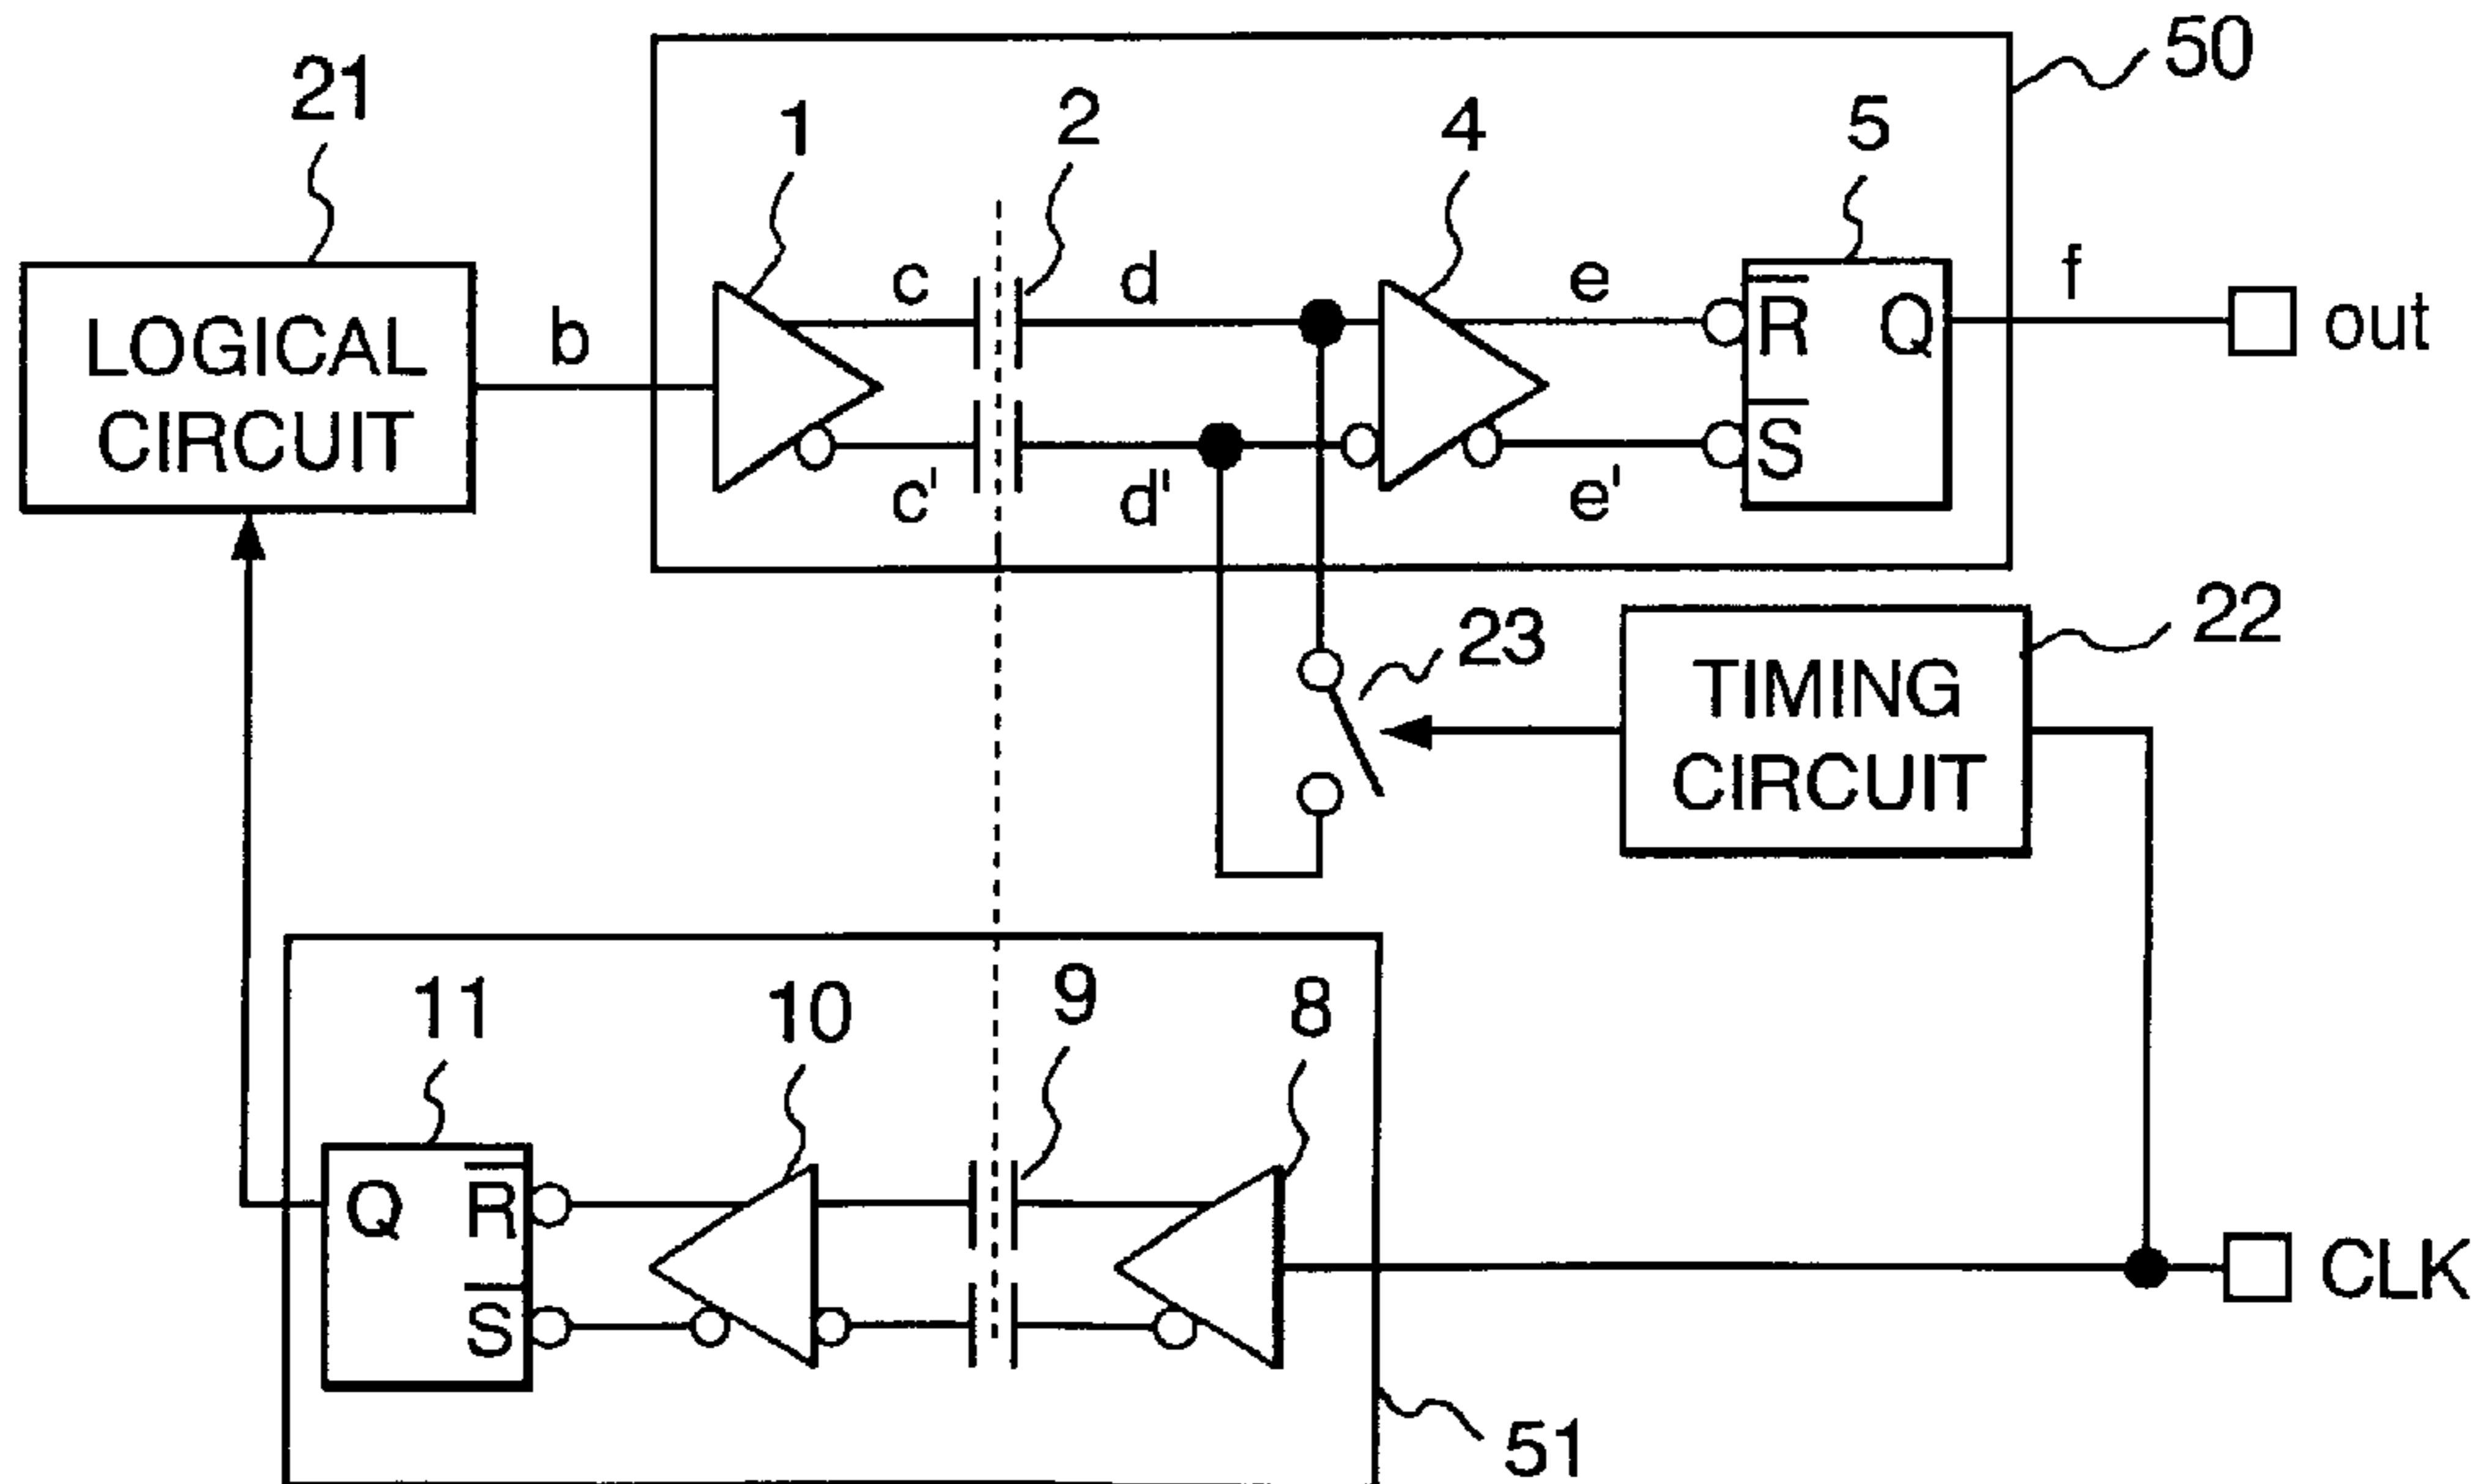 50
21
1
2
4
5
c
d
e
f
b
LOGICAL
CIRCUIT
R Q
S
out
c'
d'
e'
22
23
TIMING
CIRCUIT
11
10
9
8
Q R
S
CLK
51